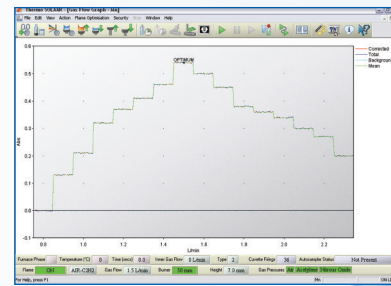 Thermo SOLAAR - [Gas Flow Graph - Mg]
File Edit View Action Flame Optimisation Security Stop Window Help
0.6
0.5
0.4
0.3
0.2
0.1
0.0
-0.1
Abs
OPTIMUM
0.8 1.0 1.2 1.4 1.6 1.8 2.0 2.2
L/min
Corrected
Total
Background
Mean
Furnace Phase Temperature (°C) 0 Time (secs) 0.0 Inner Gas Flow 0 L/min Type 2 Cuvette Firings 36 Autosampler Status Not Present
Flame On AIR-C2H2 Gas Flow 1.5 L/min Burner 50 mm Height 7.0 mm Gas Pressures Air Acetylene Nitrous Oxide
For Help, press F1